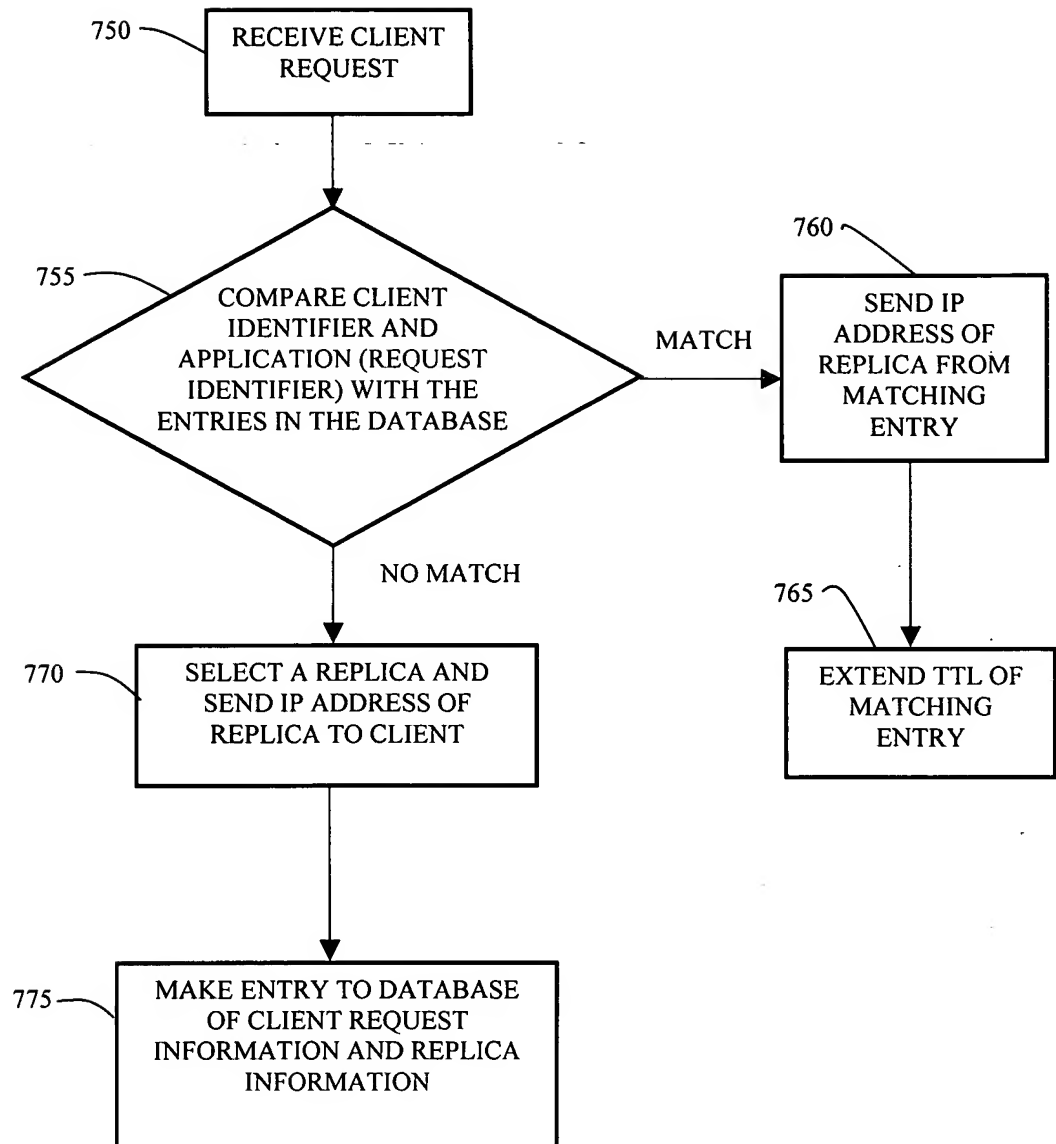 750
RECEIVE CLIENT
REQUEST
755
COMPARE CLIENT
IDENTIFIER AND
APPLICATION (REQUEST
IDENTIFIER) WITH THE
ENTRIES IN THE DATABASE
MATCH
760
SEND IP
ADDRESS OF
REPLICA FROM
MATCHING
ENTRY
NO MATCH
765
EXTEND TTL OF
MATCHING
ENTRY
770
SELECT A REPLICA AND
SEND IP ADDRESS OF
REPLICA TO CLIENT
775
MAKE ENTRY TO DATABASE
OF CLIENT REQUEST
INFORMATION AND REPLICA
INFORMATION